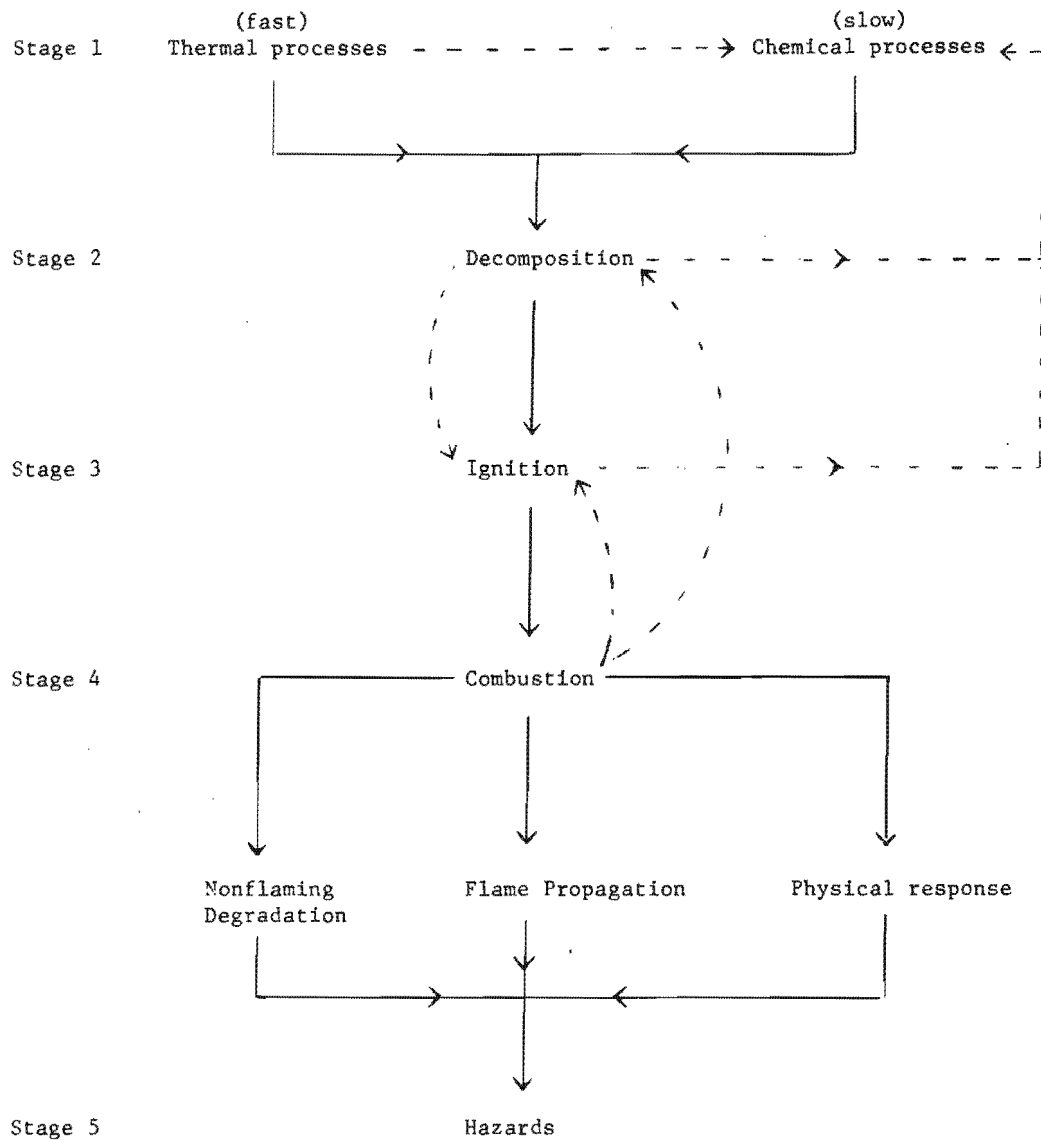 (fast) (slow)
Stage 1 Thermal processes Chemical processes
Stage 2 Decomposition
Stage 3 Ignition
Stage 4 Combustion
Nonflaming Flame Propagation Physical response
Degradation
Stage 5 Hazards